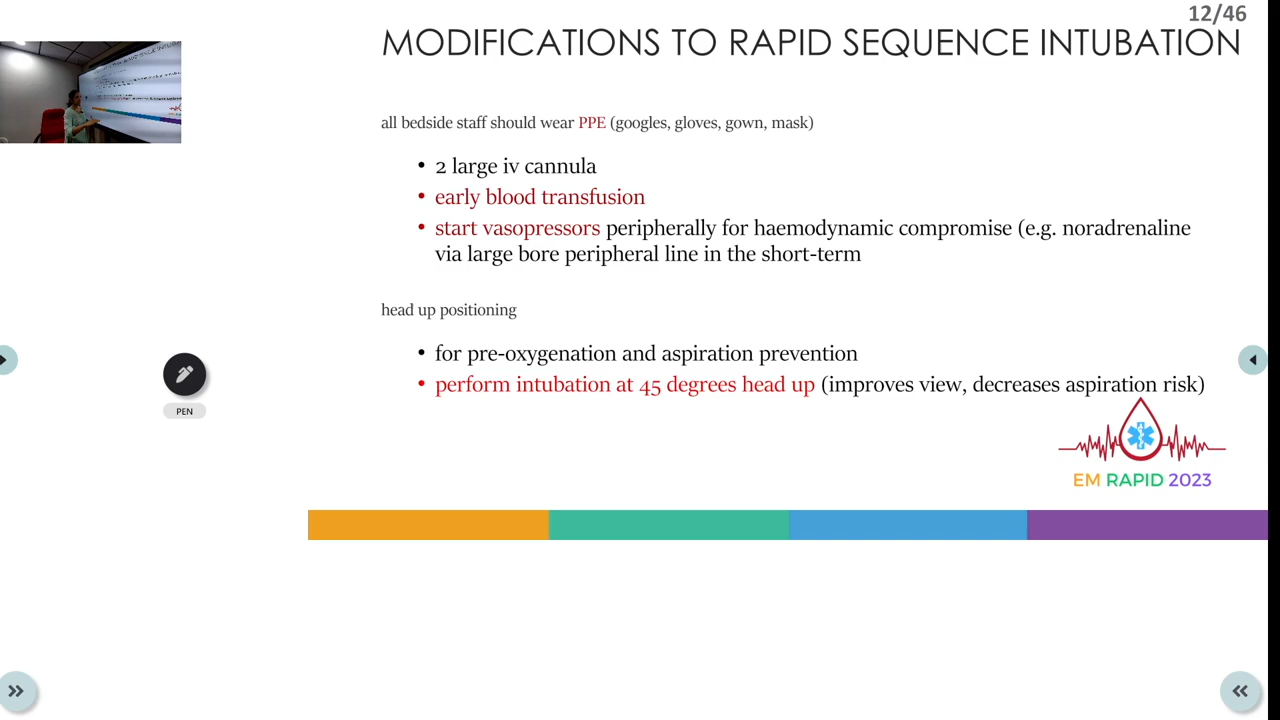 12/46
MODIFICATIONS TO RAPID SEQUENCE INTUBATION
all bedside staff should wear PPE (googles, gloves, gown, mask)
• 2 large iv cannula
• early blood transfusion
• start vasopressors peripherally for haemodynamic compromise (e.g. noradrenaline
via large bore peripheral line in the short-term
head up positioning
• for pre-oxygenation and aspiration prevention
• perform intubation at 45 degrees head up (improves view, decreases aspiration risk)
PEN
EM RAPID 2023